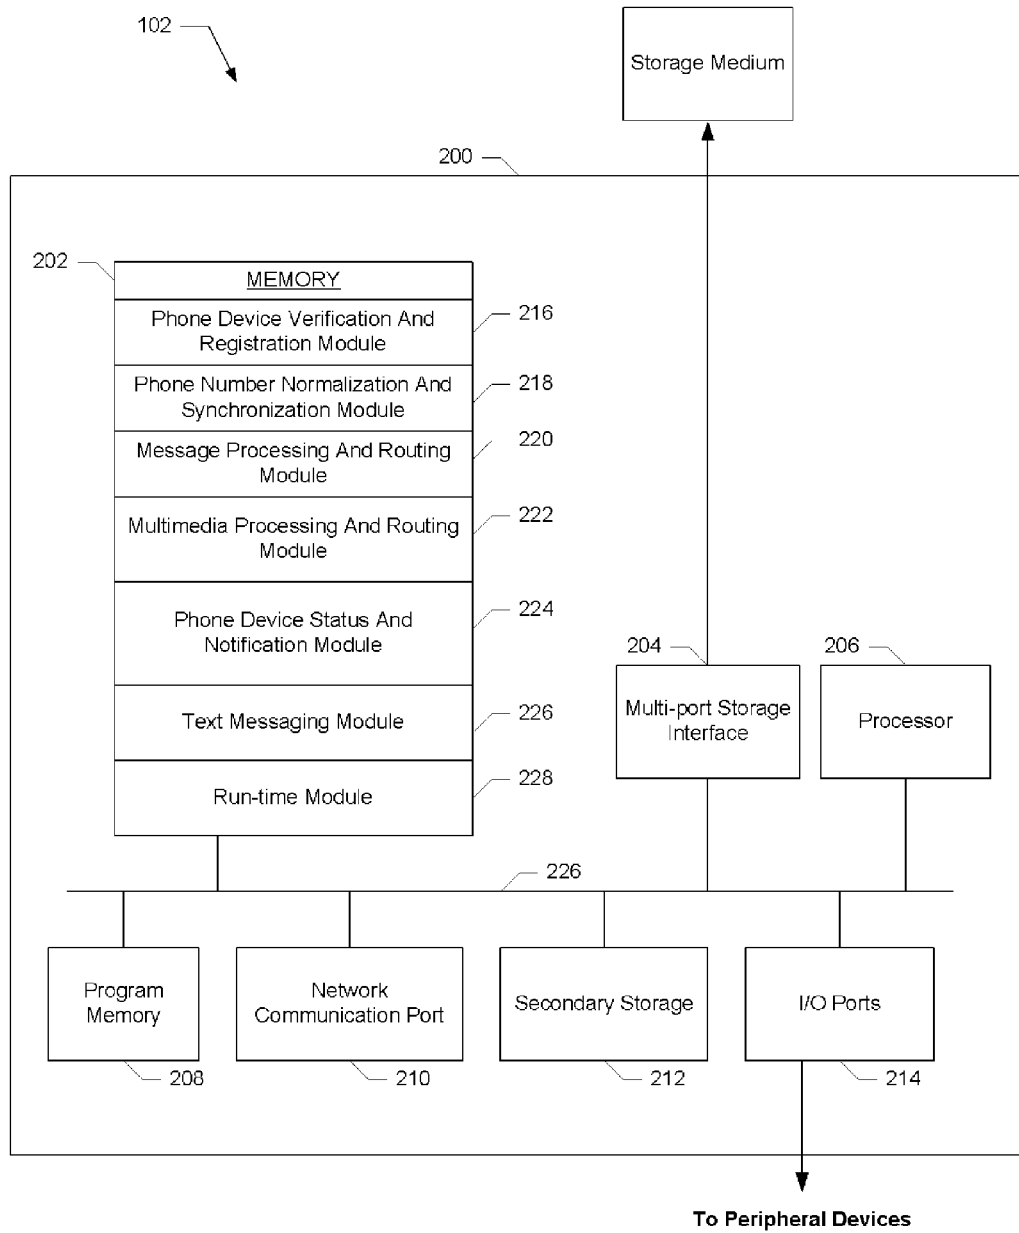 102
Storage Medium
200
202
MEMORY
Phone Device Verification And
Registration Module
216
Phone Number Normalization And
Synchronization Module
218
Message Processing And Routing
Module
220
Multimedia Processing And Routing
Module
222
Phone Device Status And
Notification Module
224
Text Messaging Module
226
Run-time Module
228
204
Multi-port Storage
Interface
206
Processor
226
Program
Memory
208
Network
Communication Port
210
Secondary Storage
212
I/O Ports
214
To Peripheral Devices